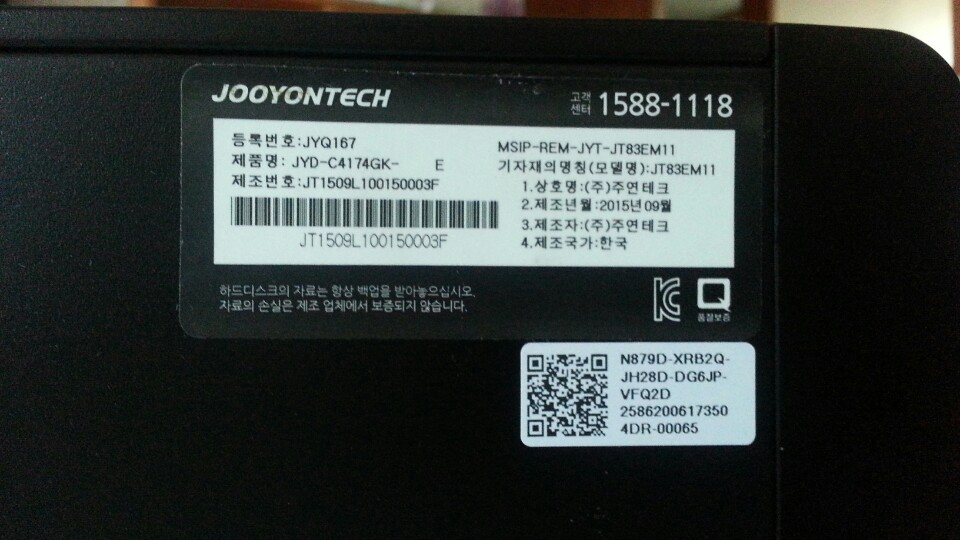 JOOYONTECH
고객
센터 1588-1118
등록번호:JYQ167
제품명: JYD-C4174GK- E
제조번호:JT1509L100150003F
JT1509L100150003F
MSIP-REM-JYT-JT83EM11
기자재의명칭(모델명):JT83EM11
1.상호명:(주)주연테크
2.제조년월:2015년09월
3.제조자:(주)주연테크
4.제조국가:한국
하드디스크의 자료는 항상 백업을 받아놓으십시오.
자료의 손실은 제조 업체에서 보증되지 않습니다.
품질보증
N879D-XRB2Q-
JH28D-DG6JP-
VFQ2D
2586200617350
4DR-00065